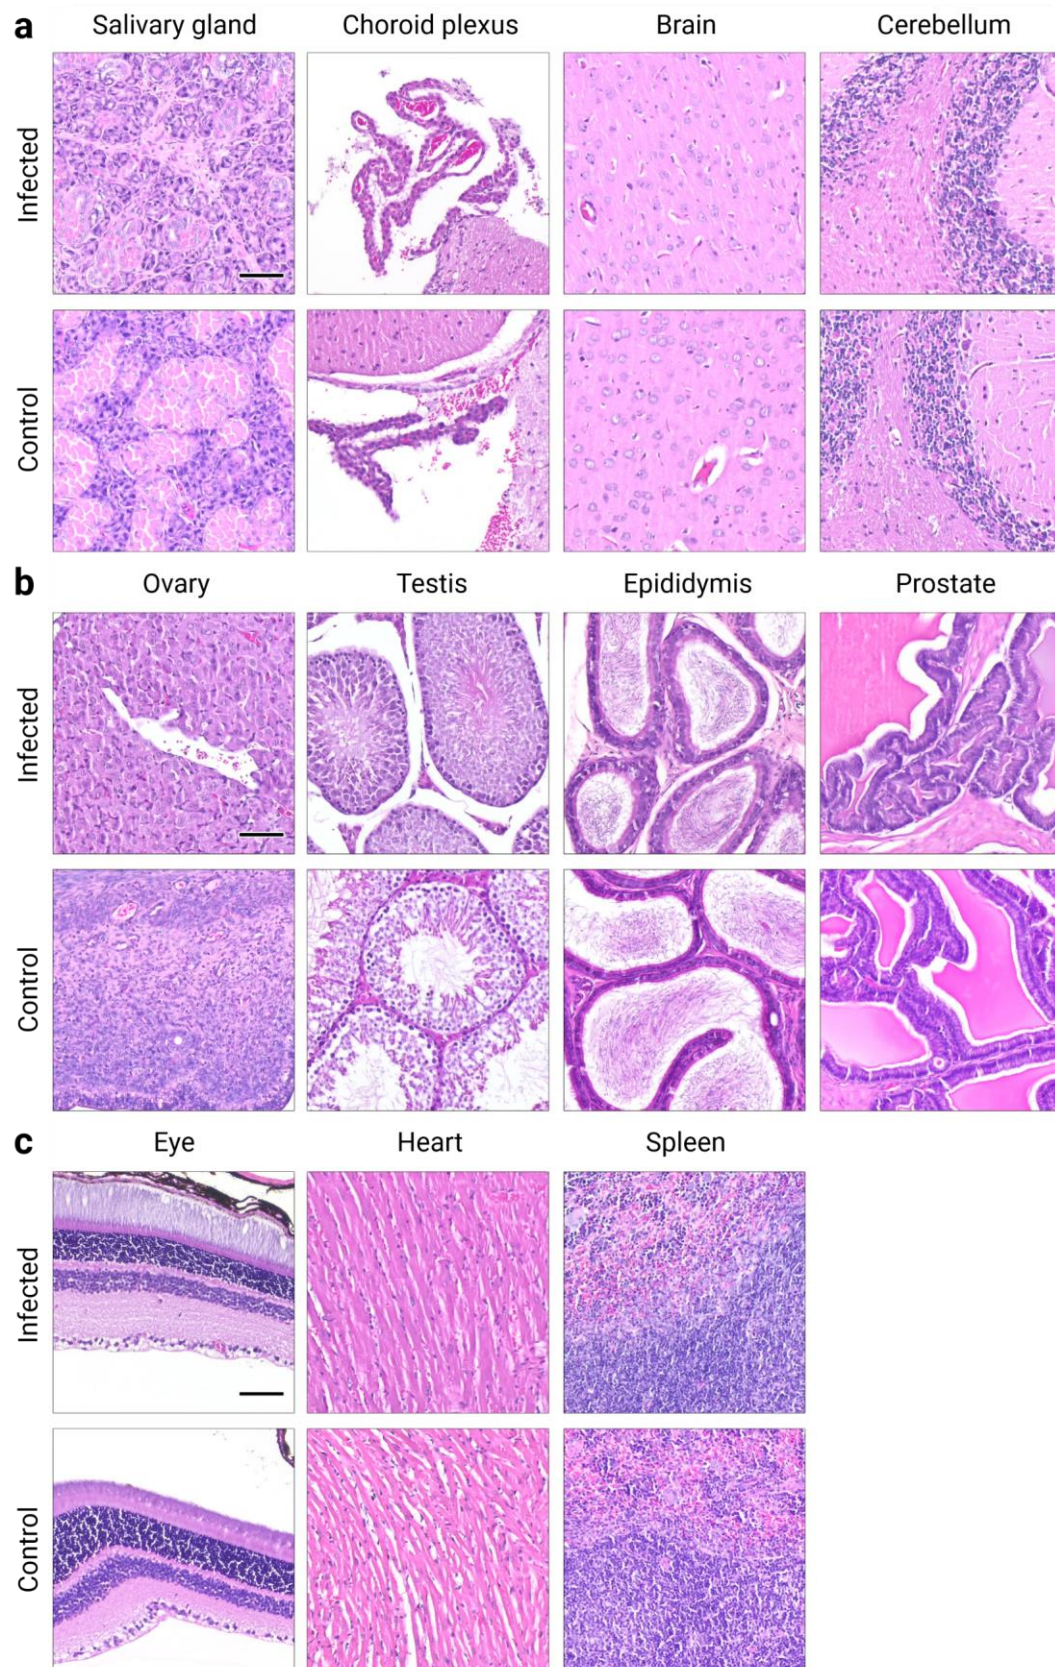 a
Salivary gland Choroid plexus Brain Cerebellum
Infected
Control
b
Ovary Testis Epididymis Prostate
Infected
Control
c
Eye Heart Spleen
Infected
Control